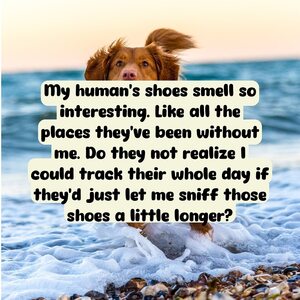 My human's shoes smell so
interesting. Like all the
places they've been without
me. Do they not realize I
could track their whole day if
they'd just let me sniff those
shoes a little longer?